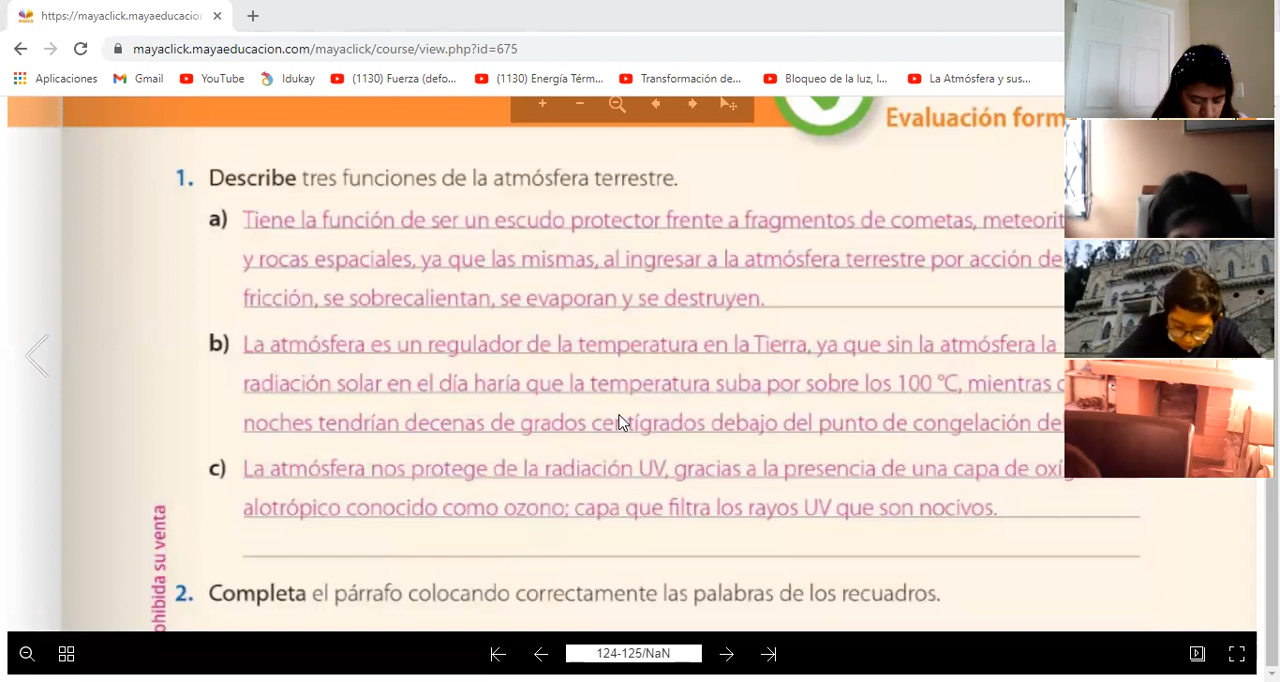 https://mayaclick.mayaeducacion
mayaclick.mayaeducacion.com/mayaclick/course/view.php?id=675
Aplicaciones Gmail YouTube Idukay (1130) Fuerza (defo... (1130) Energía Térm... Transformación de... Bloqueo de la luz, l... La Atmósfera y sus...
Evaluación form
1. Describe tres funciones de la atmósfera terrestre.
a) Tiene la función de ser un escudo protector frente a fragmentos de cometas, meteorit
y rocas espaciales, ya que las mismas, al ingresar a la atmósfera terrestre por acción de
fricción, se sobrecalientan, se evaporan y se destruyen.
b) La atmósfera es un regulador de la temperatura en la Tierra, ya que sin la atmósfera la
radiación solar en el día haría que la temperatura suba por sobre los 100 °C, mientras
noches tendrían decenas de grados centígrados debajo del punto de congelación de
c) La atmósfera nos protege de la radiación UV, gracias a la presencia de una capa de oxí
alotrópico conocido como ozono; capa que filtra los rayos UV que son nocivos.
ohibida su venta
2. Completa el párrafo colocando correctamente las palabras de los recuadros.
124-125/NaN